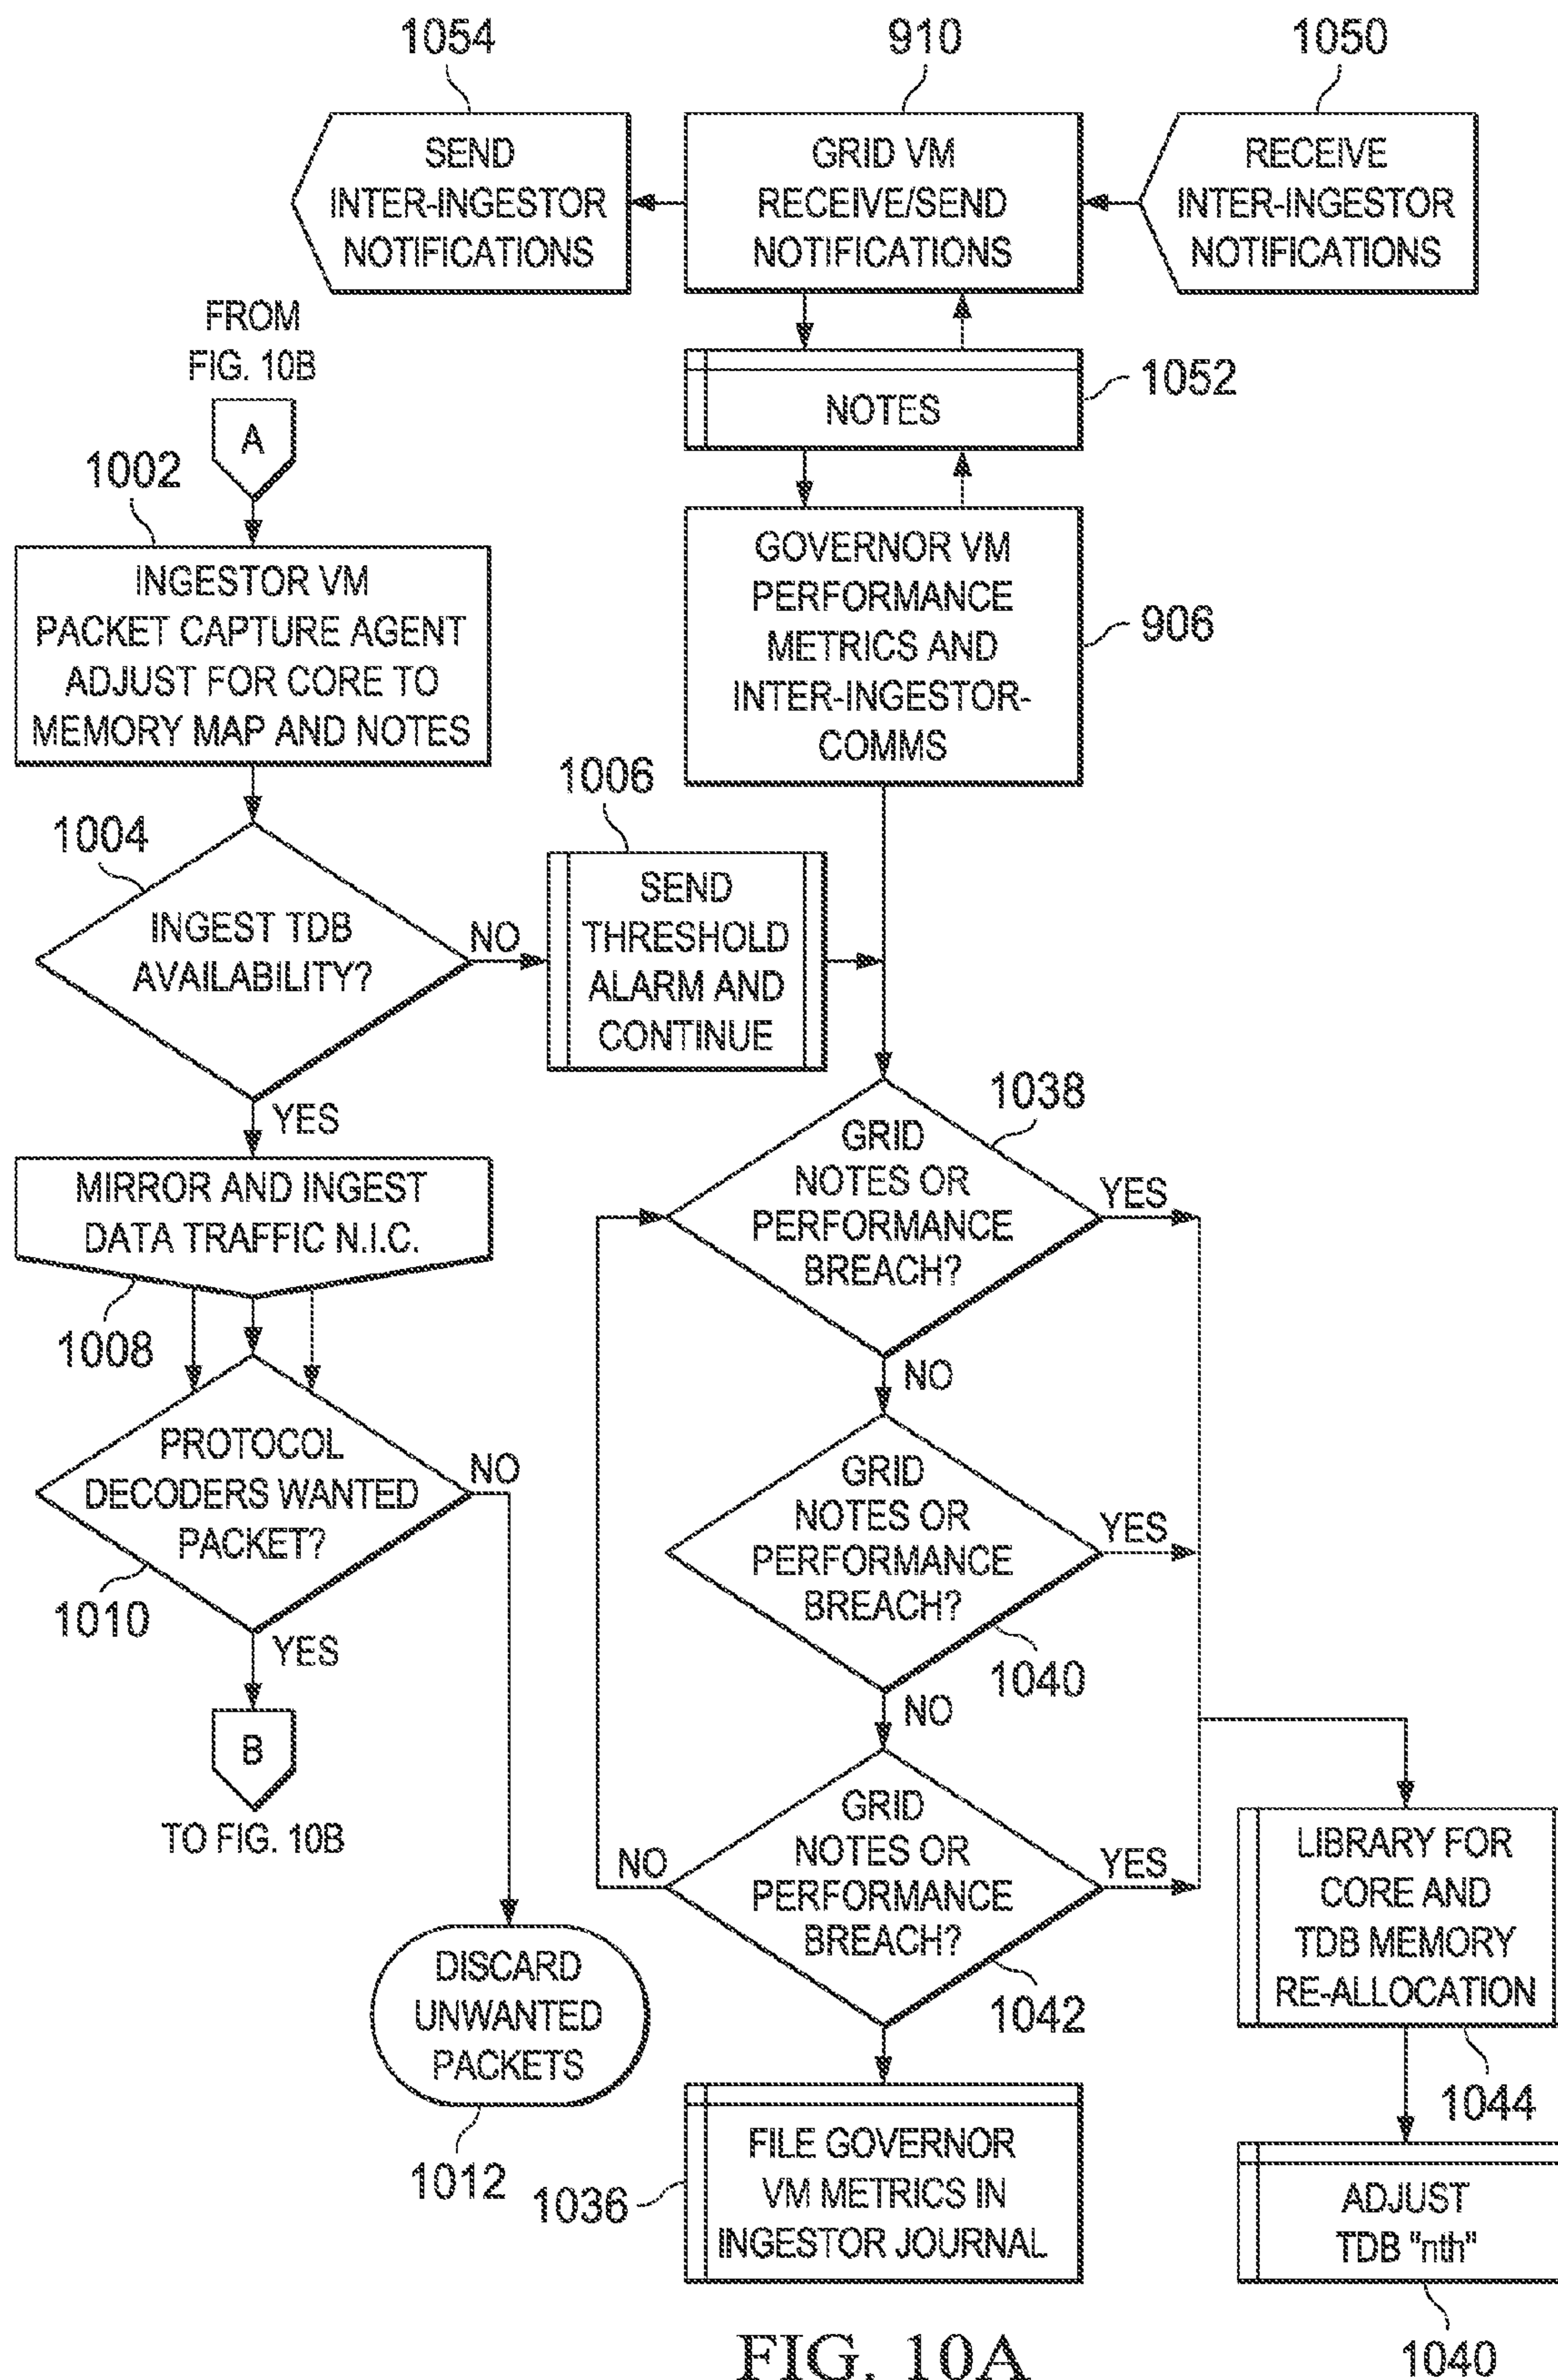 1054
910
1050
SEND
INTER-INGESTOR
NOTIFICATIONS
GRID VM
RECEIVE/SEND
NOTIFICATIONS
RECEIVE
INTER-INGESTOR
NOTIFICATIONS
FROM
FIG. 10B
A
NOTES
1052
1002
INGESTOR VM
PACKET CAPTURE AGENT
ADJUST FOR CORE TO
MEMORY MAP AND NOTES
GOVERNOR VM
PERFORMANCE
METRICS AND
INTER-INGESTOR-
COMMS
906
1004
INGEST TDB
AVAILABILITY?
NO
1006
SEND
THRESHOLD
ALARM AND
CONTINUE
YES
MIRROR AND INGEST
DATA TRAFFIC N.I.C.
1008
1038
GRID
NOTES OR
PERFORMANCE
BREACH?
YES
NO
PROTOCOL
DECODERS WANTED
PACKET?
NO
1010
YES
B
TO FIG. 10B
GRID
NOTES OR
PERFORMANCE
BREACH?
YES
1040
NO
GRID
NOTES OR
PERFORMANCE
BREACH?
NO
YES
1042
DISCARD
UNWANTED
PACKETS
1012
LIBRARY FOR
CORE AND
TDB MEMORY
RE-ALLOCATION
1044
1036
FILE GOVERNOR
VM METRICS IN
INGESTOR JOURNAL
ADJUST
TDB "nth"
1040
FIG. 10A